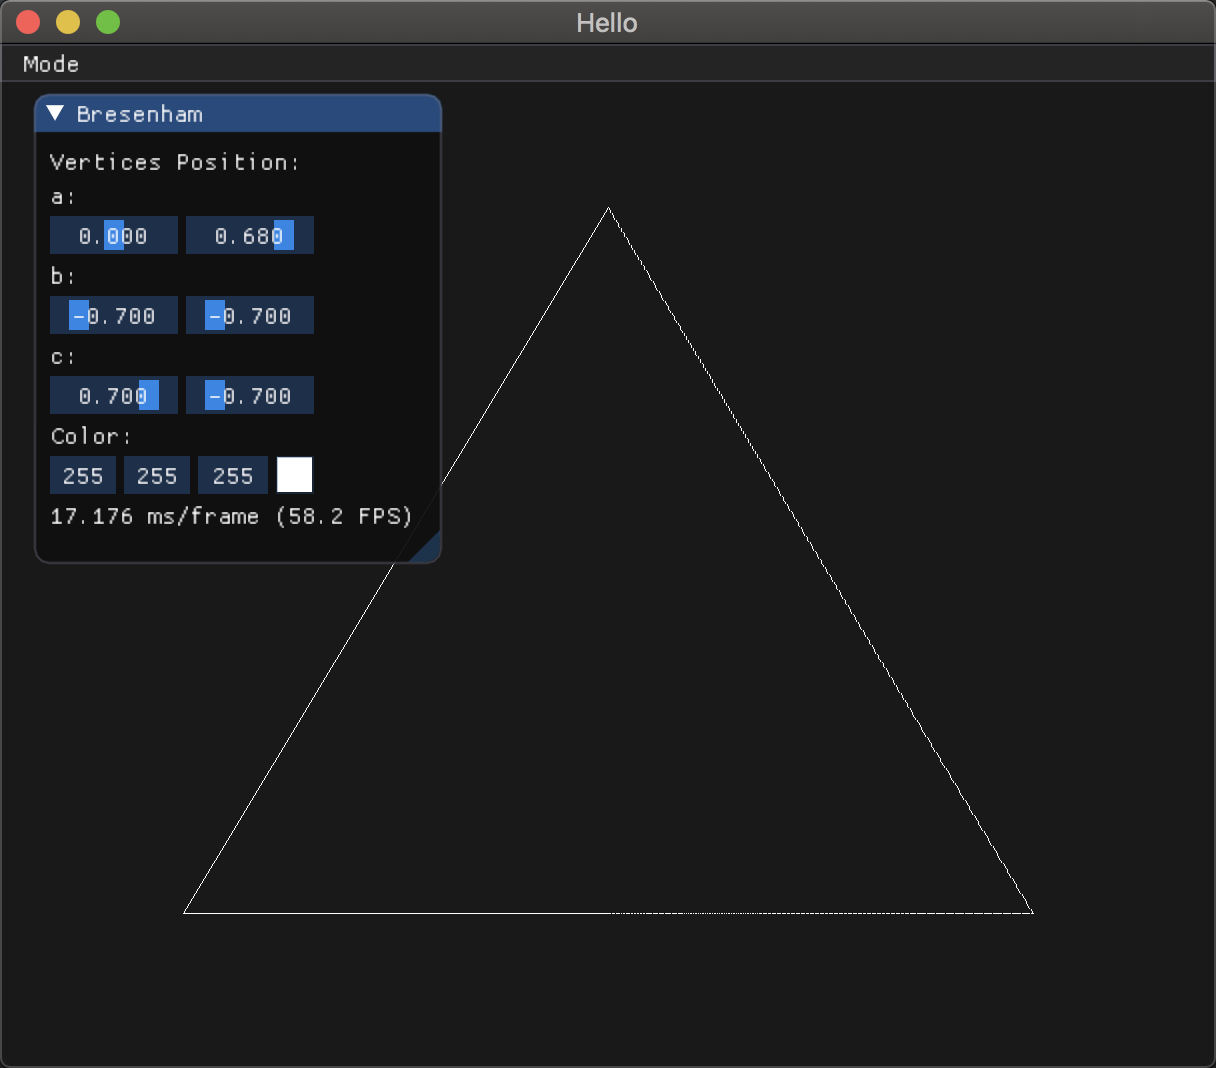 Hello
Mode
Bresenham
Vertices Position:
a:
0.000 0.680
b:
-0.700 -0.700
c:
0.700 -0.700
Color:
255 255 255
17.176 ms/frame (58.2 FPS)